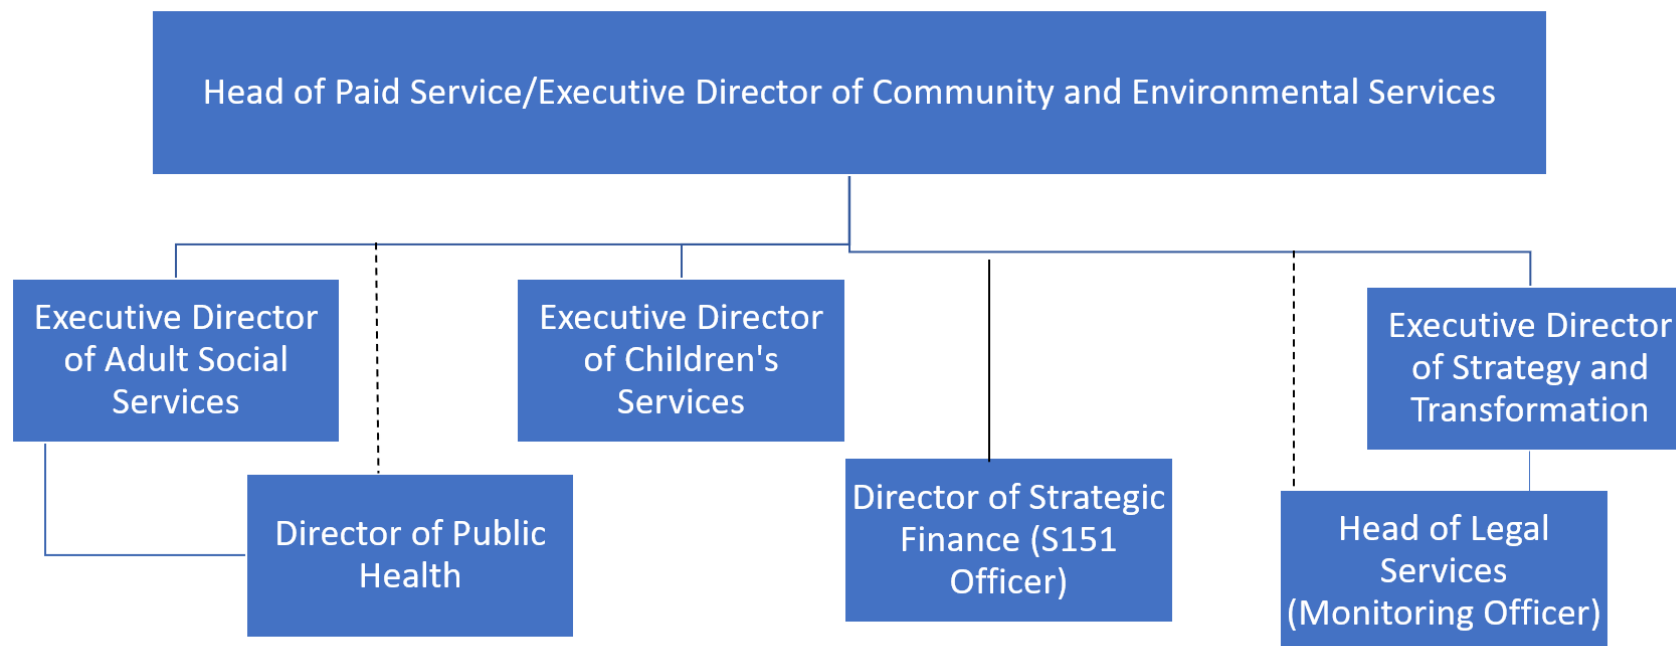 Head of Paid Service/Executive Director of Community and Environmental Services
Executive Director
of Adult Social
Services
Executive Director
of Children's
Services
Executive Director
of Strategy and
Transformation
Director of Public
Health
Director of Strategic
Finance (S151
Officer)
Head of Legal
Services
(Monitoring Officer)